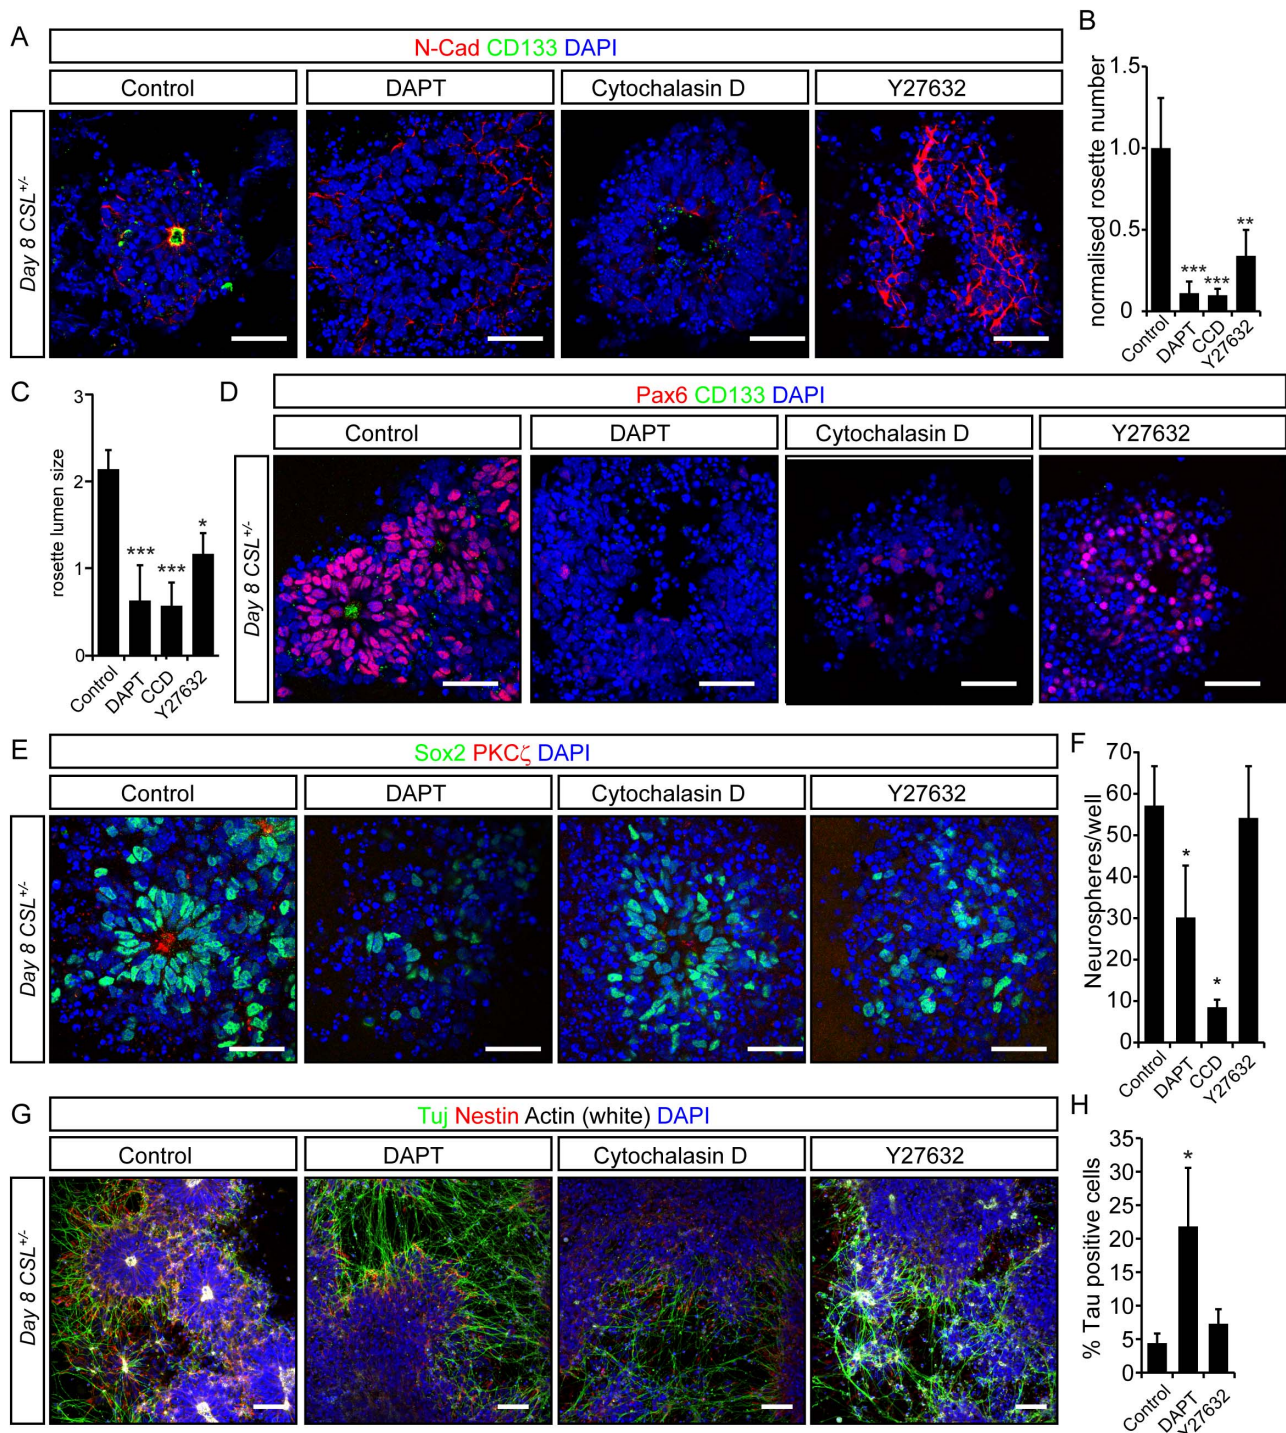 A
N-Cad CD133 DAPI
Control DAPT Cytochalasin D Y27632
Day 8 CSL+/-
B
normalised rosette number
1.5
1.0
0.5
0
***
***
**
Control DAPT CCD Y27632
C
rosette lumen size
3
2
1
0
***
***
*
Control DAPT CCD Y27632
D
Pax6 CD133 DAPI
Control DAPT Cytochalasin D Y27632
Day 8 CSL+/-
E
Sox2 PKCζ DAPI
Control DAPT Cytochalasin D Y27632
Day 8 CSL+/-
F
Neurospheres/well
70
60
50
40
30
20
10
0
*
*
Control DAPT CCD Y27632
G
Tuj Nestin Actin (white) DAPI
Control DAPT Cytochalasin D Y27632
Day 8 CSL+/-
H
% Tau positive cells
35
30
25
20
15
10
5
0
*
Control DAPT Y27632